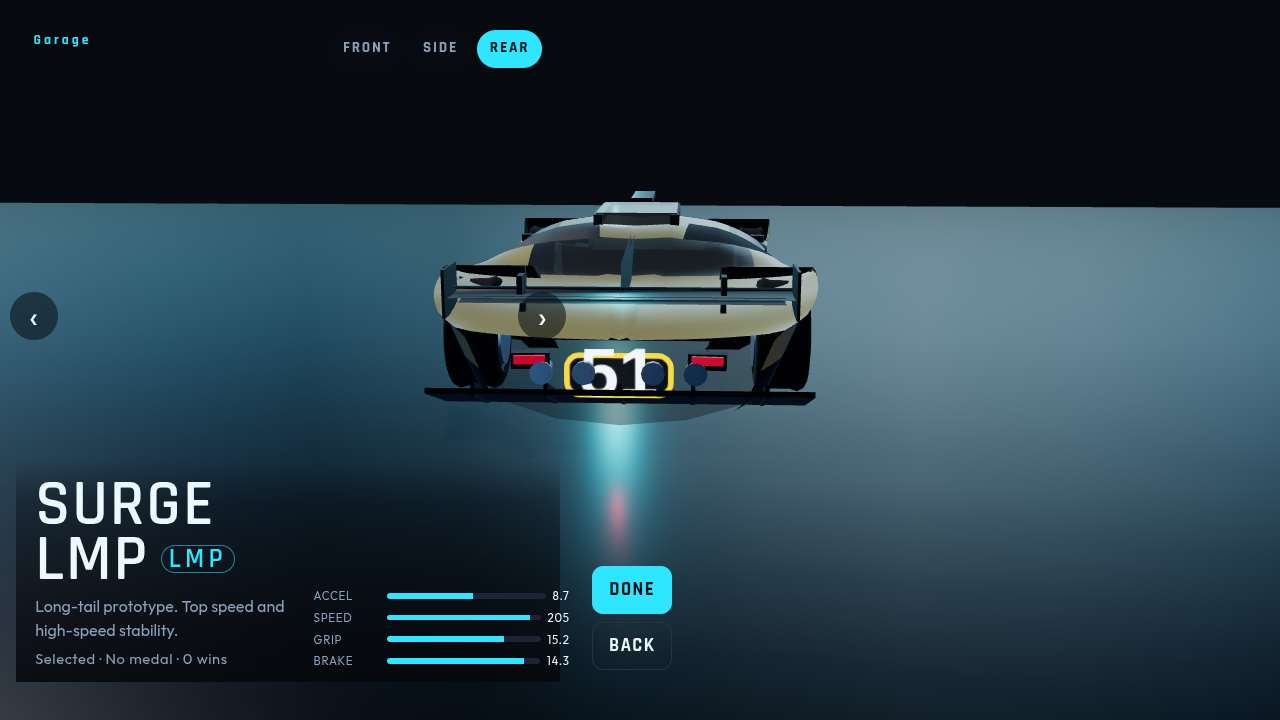 Garage
FRONT SIDE REAR
‹ ›
51
SURGE
LMP LMP
Long-tail prototype. Top speed and
high-speed stability.
Selected · No medal · 0 wins
ACCEL 8.7
SPEED 205
GRIP 15.2
BRAKE 14.3
DONE
BACK